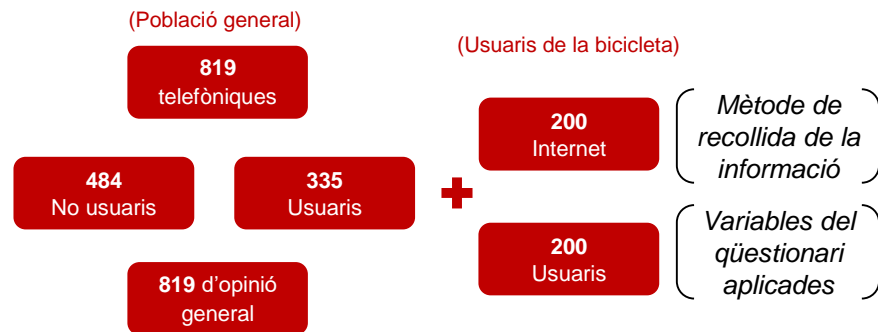 (Població general)
819
telefòniques
484
No usuaris
335
Usuaris
819 d'opinió
general
(Usuaris de la bicicleta)
200
Internet
200
Usuaris
Mètode de
recollida de la
informació
Variables del
qüestionari
aplicades